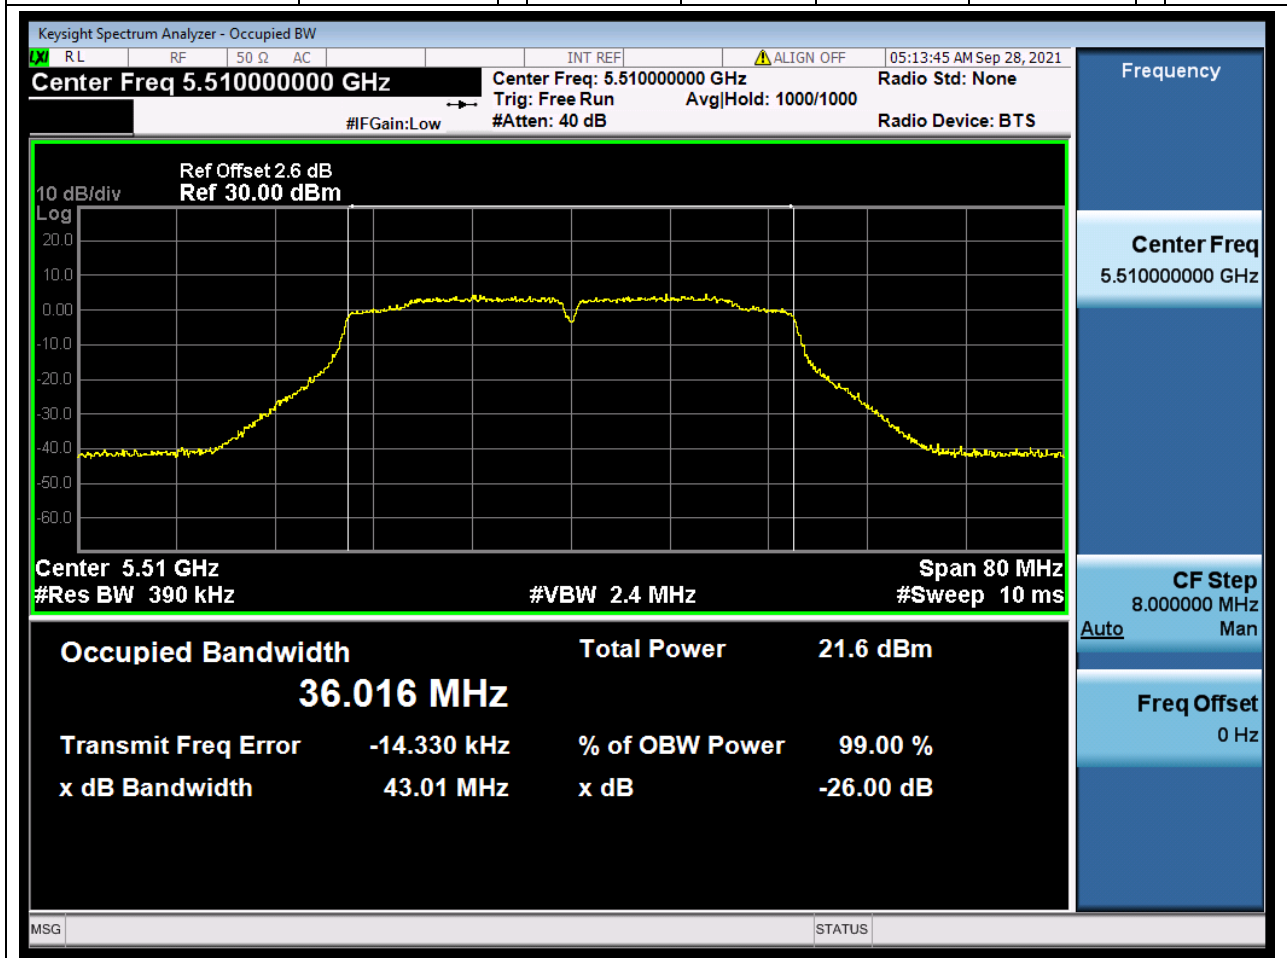 Keysight Spectrum Analyzer - Occupied BW
LXI RL RF 50 Ω AC INT REF ALIGN OFF 05:13:45 AM Sep 28, 2021
Center Freq 5.510000000 GHz
Center Freq: 5.510000000 GHz Radio Std: None
Trig: Free Run Avg|Hold: 1000/1000
#IFGain:Low #Atten: 40 dB Radio Device: BTS
Ref Offset 2.6 dB
10 dB/div Ref 30.00 dBm
Log
20.0
10.0
0.00
-10.0
-20.0
-30.0
-40.0
-50.0
-60.0
Center 5.51 GHz Span 80 MHz
#Res BW 390 kHz #VBW 2.4 MHz #Sweep 10 ms
Occupied Bandwidth Total Power 21.6 dBm
36.016 MHz
Transmit Freq Error -14.330 kHz % of OBW Power 99.00 %
x dB Bandwidth 43.01 MHz x dB -26.00 dB
MSG STATUS
Frequency
Center Freq
5.510000000 GHz
CF Step
8.000000 MHz
Auto Man
Freq Offset
0 Hz